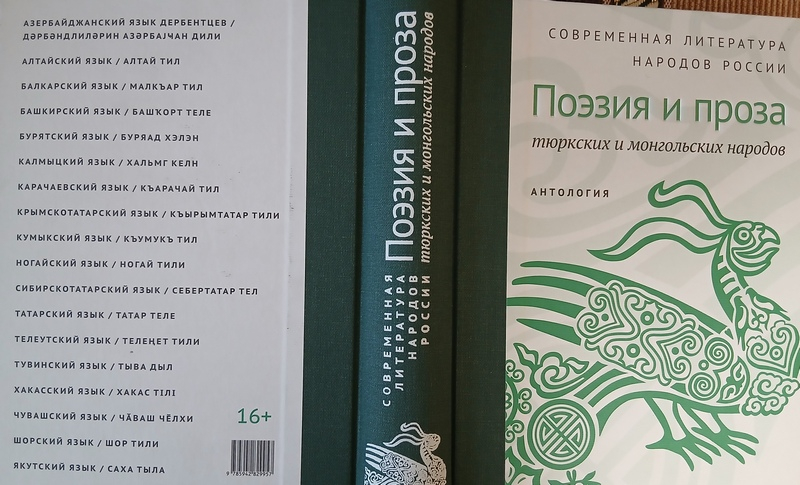 АЗЕРБАЙДЖАНСКИЙ ЯЗЫК ДЕРБЕНТЦЕВ /
ДӘРБӘНДЛИЛӘРИН АЗӘРБАЈЧАН ДИЛИ
АЛТАЙСКИЙ ЯЗЫК / АЛТАЙ ТИЛ
БАЛКАРСКИЙ ЯЗЫК / МАЛКЪАР ТИЛ
БАШКИРСКИЙ ЯЗЫК / БАШҠОРТ ТЕЛЕ
БУРЯТСКИЙ ЯЗЫК / БУРЯАД ХЭЛЭН
КАЛМЫЦКИЙ ЯЗЫК / ХАЛЬМГ КЕЛН
КАРАЧАЕВСКИЙ ЯЗЫК / КЪАРАЧАЙ ТИЛ
КРЫМСКОТАТАРСКИЙ ЯЗЫК / КЪЫРЫМТАТАР ТИЛИ
КУМЫКСКИЙ ЯЗЫК / КЪУМУКЪ ТИЛ
НОГАЙСКИЙ ЯЗЫК / НОГАЙ ТИЛИ
СИБИРСКОТАТАРСКИЙ ЯЗЫК / СЕБЕРТАТАР ТЕЛ
ТАТАРСКИЙ ЯЗЫК / ТАТАР ТЕЛЕ
ТЕЛЕУТСКИЙ ЯЗЫК / ТЕЛЕҤЕТ ТИЛИ
ТУВИНСКИЙ ЯЗЫК / ТЫВА ДЫЛ
ХАКАССКИЙ ЯЗЫК / ХАКАС ТІЛІ
ЧУВАШСКИЙ ЯЗЫК / ЧӐВАШ ЧӖЛХИ
ШОРСКИЙ ЯЗЫК / ШОР ТИЛИ
ЯКУТСКИЙ ЯЗЫК / САХА ТЫЛА
16+
9 785942 829957
СОВРЕМЕННАЯ
ЛИТЕРАТУРА
НАРОДОВ
РОССИИ
Поэзия и проза
тюркских и монгольских народов
СОВРЕМЕННАЯ ЛИТЕРАТУРА
НАРОДОВ РОССИИ
Поэзия и проза
тюркских и монгольских народов
АНТОЛОГИЯ